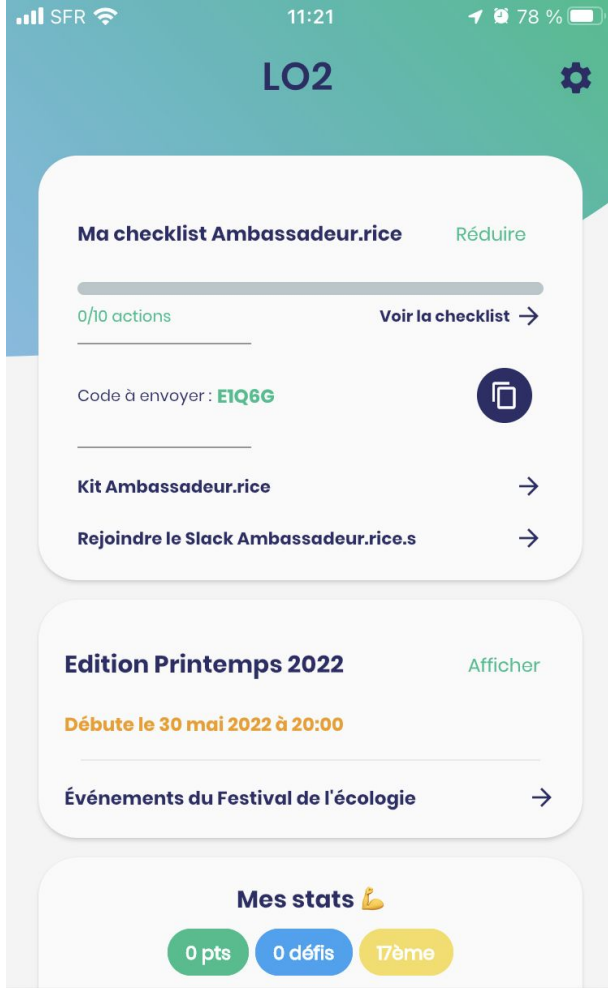 SFR 11:21 78 %
LO2
Ma checklist Ambassadeur.rice Réduire
0/10 actions Voir la checklist →
Code à envoyer : E1Q6G
Kit Ambassadeur.rice →
Rejoindre le Slack Ambassadeur.rice.s →
Edition Printemps 2022 Afficher
Débute le 30 mai 2022 à 20:00
Événements du Festival de l'écologie →
Mes stats 💪
0 pts 0 défis 17ème